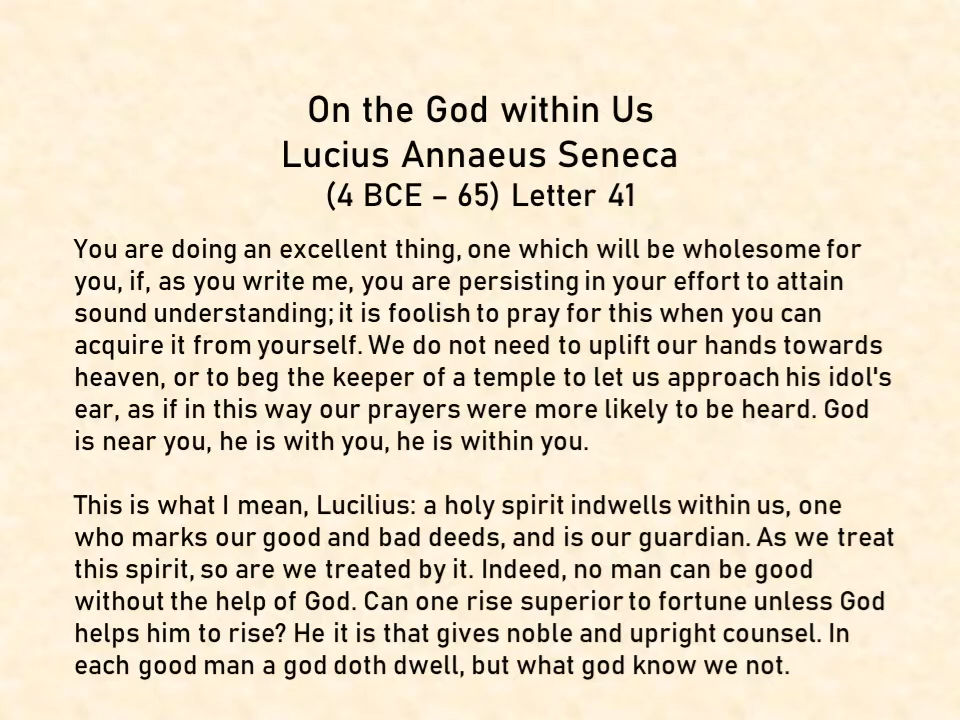 On the God within Us
Lucius Annaeus Seneca
(4 BCE – 65) Letter 41
You are doing an excellent thing, one which will be wholesome for
you, if, as you write me, you are persisting in your effort to attain
sound understanding; it is foolish to pray for this when you can
acquire it from yourself. We do not need to uplift our hands towards
heaven, or to beg the keeper of a temple to let us approach his idol's
ear, as if in this way our prayers were more likely to be heard. God
is near you, he is with you, he is within you.
This is what I mean, Lucilius: a holy spirit indwells within us, one
who marks our good and bad deeds, and is our guardian. As we treat
this spirit, so are we treated by it. Indeed, no man can be good
without the help of God. Can one rise superior to fortune unless God
helps him to rise? He it is that gives noble and upright counsel. In
each good man a god doth dwell, but what god know we not.